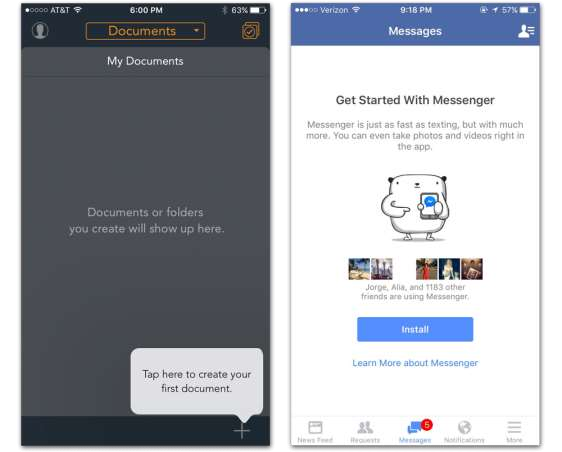 AT&T 6:00 PM 63%
Documents
My Documents
Documents or folders
you create will show up here.
Tap here to create your
first document.
Verizon 9:18 PM 57%
Messages
Get Started With Messenger
Messenger is just as fast as texting, but with much
more. You can even take photos and videos right in
the app.
Jorge, Alia, and 1183 other
friends are using Messenger.
Install
Learn More about Messenger
5
News Feed Requests Messages Notifications More